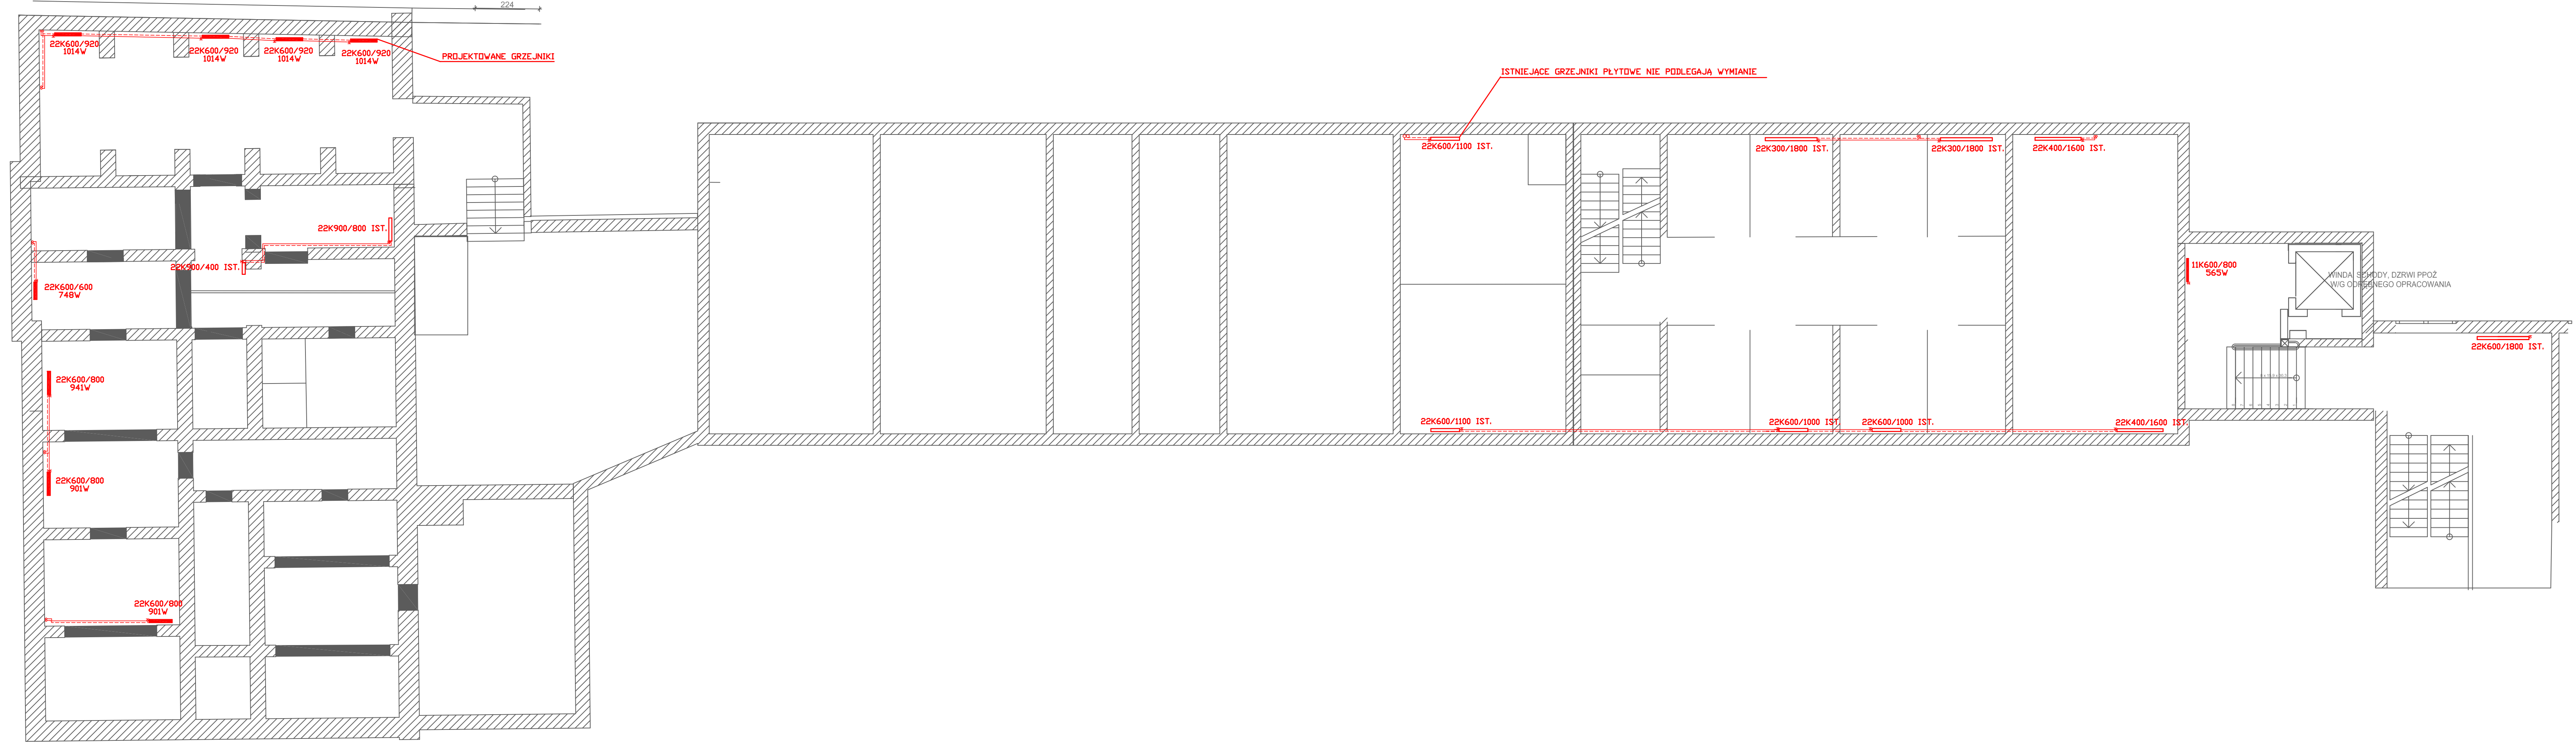 224
22K600/920
1014W
22K600/920
1014W
22K600/920
1014W
22K600/920
1014W
PROJEKTOWANE GRZEJNIKI
ISTNIEJĄCE GRZEJNIKI PŁYTOWE NIE PODLEGAJĄ WYMIANIE
22K600/1100 IST.
22K300/1800 IST.
22K300/1800 IST.
22K400/1600 IST.
22K900/800 IST.
22K900/400 IST.
22K600/600
748W
11K600/800
565W
WINDA, SCHODY, DZRWI PPOŻ
W/G ODRĘBNEGO OPRACOWANIA
22K600/1800 IST.
22K600/800
941W
22K600/1100 IST.
22K600/1000 IST.
22K600/1000 IST.
22K400/1600 IST.
22K600/800
901W
22K600/800
901W